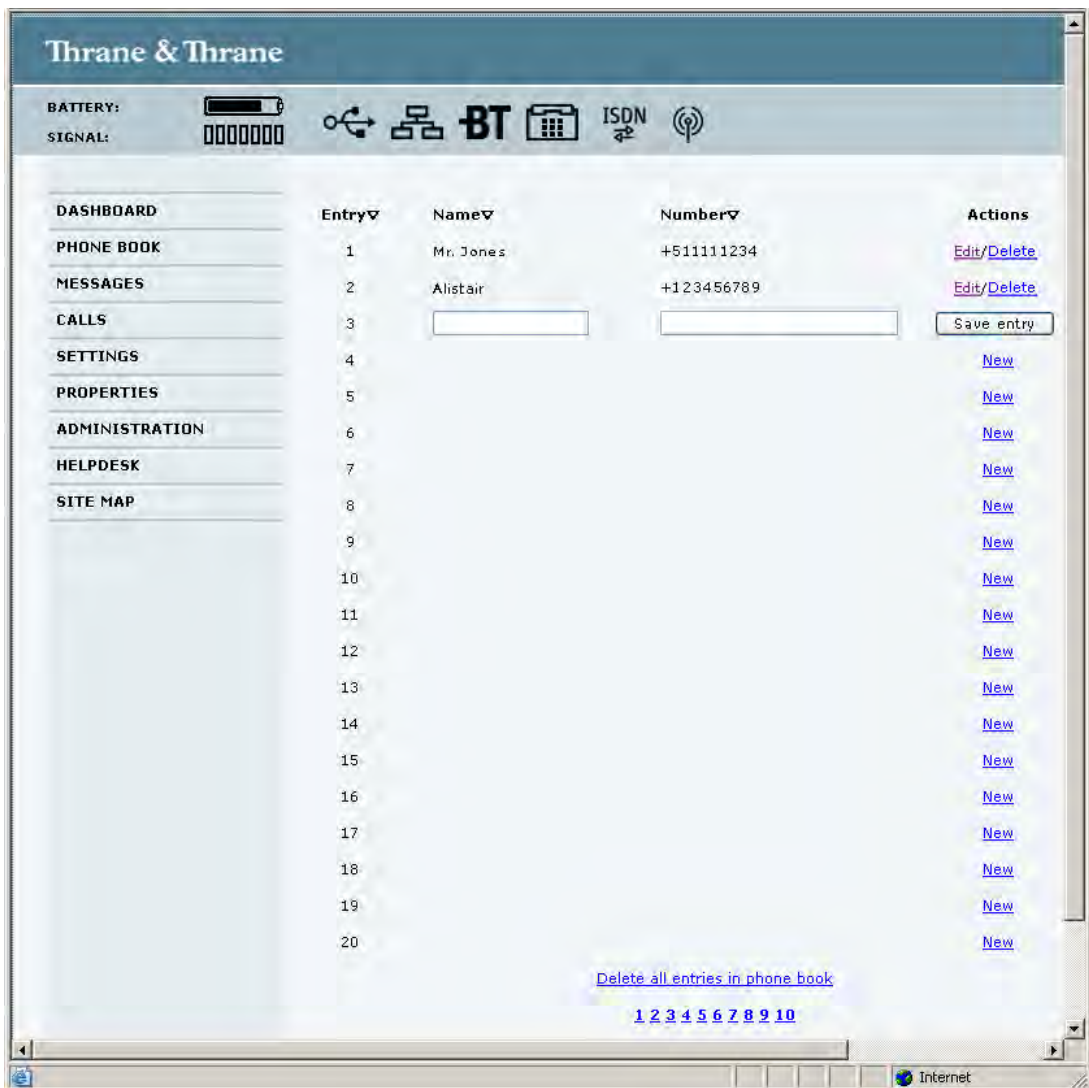 Thrane & Thrane
BATTERY:
SIGNAL:
BT
ISDN
DASHBOARD
PHONE BOOK
MESSAGES
CALLS
SETTINGS
PROPERTIES
ADMINISTRATION
HELPDESK
SITE MAP
Entry Name Number Actions
1 Mr. Jones +511111234 Edit/Delete
2 Alistair +123456789 Edit/Delete
3 Save entry
4 New
5 New
6 New
7 New
8 New
9 New
10 New
11 New
12 New
13 New
14 New
15 New
16 New
17 New
18 New
19 New
20 New
Delete all entries in phone book
1 2 3 4 5 6 7 8 9 10
Internet